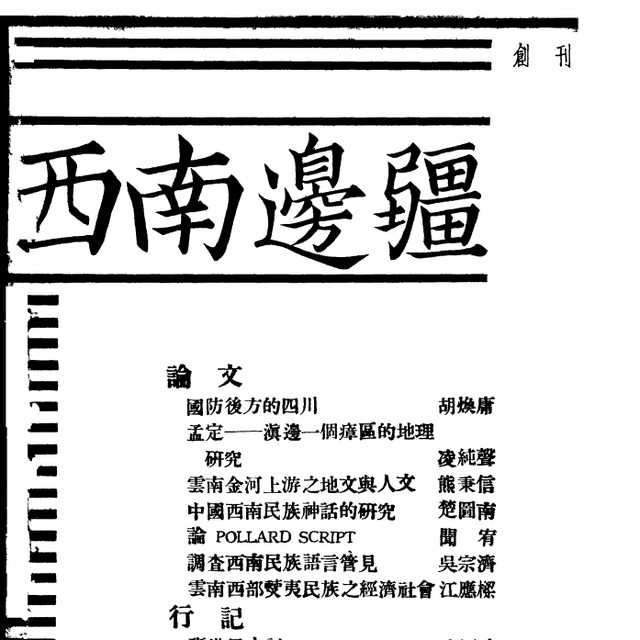 創刊
西南邊疆
論文
國防後方的四川 胡煥庸
孟定——滇邊一個瘴區的地理
研究 凌純聲
雲南金河上游之地文與人文 熊秉信
中國西南民族神話的研究 楚圖南
論 POLLARD SCRIPT 聞宥
調查西南民族語言管見 吳宗濟
雲南西部僰夷民族之經濟社會 江應樑
行記